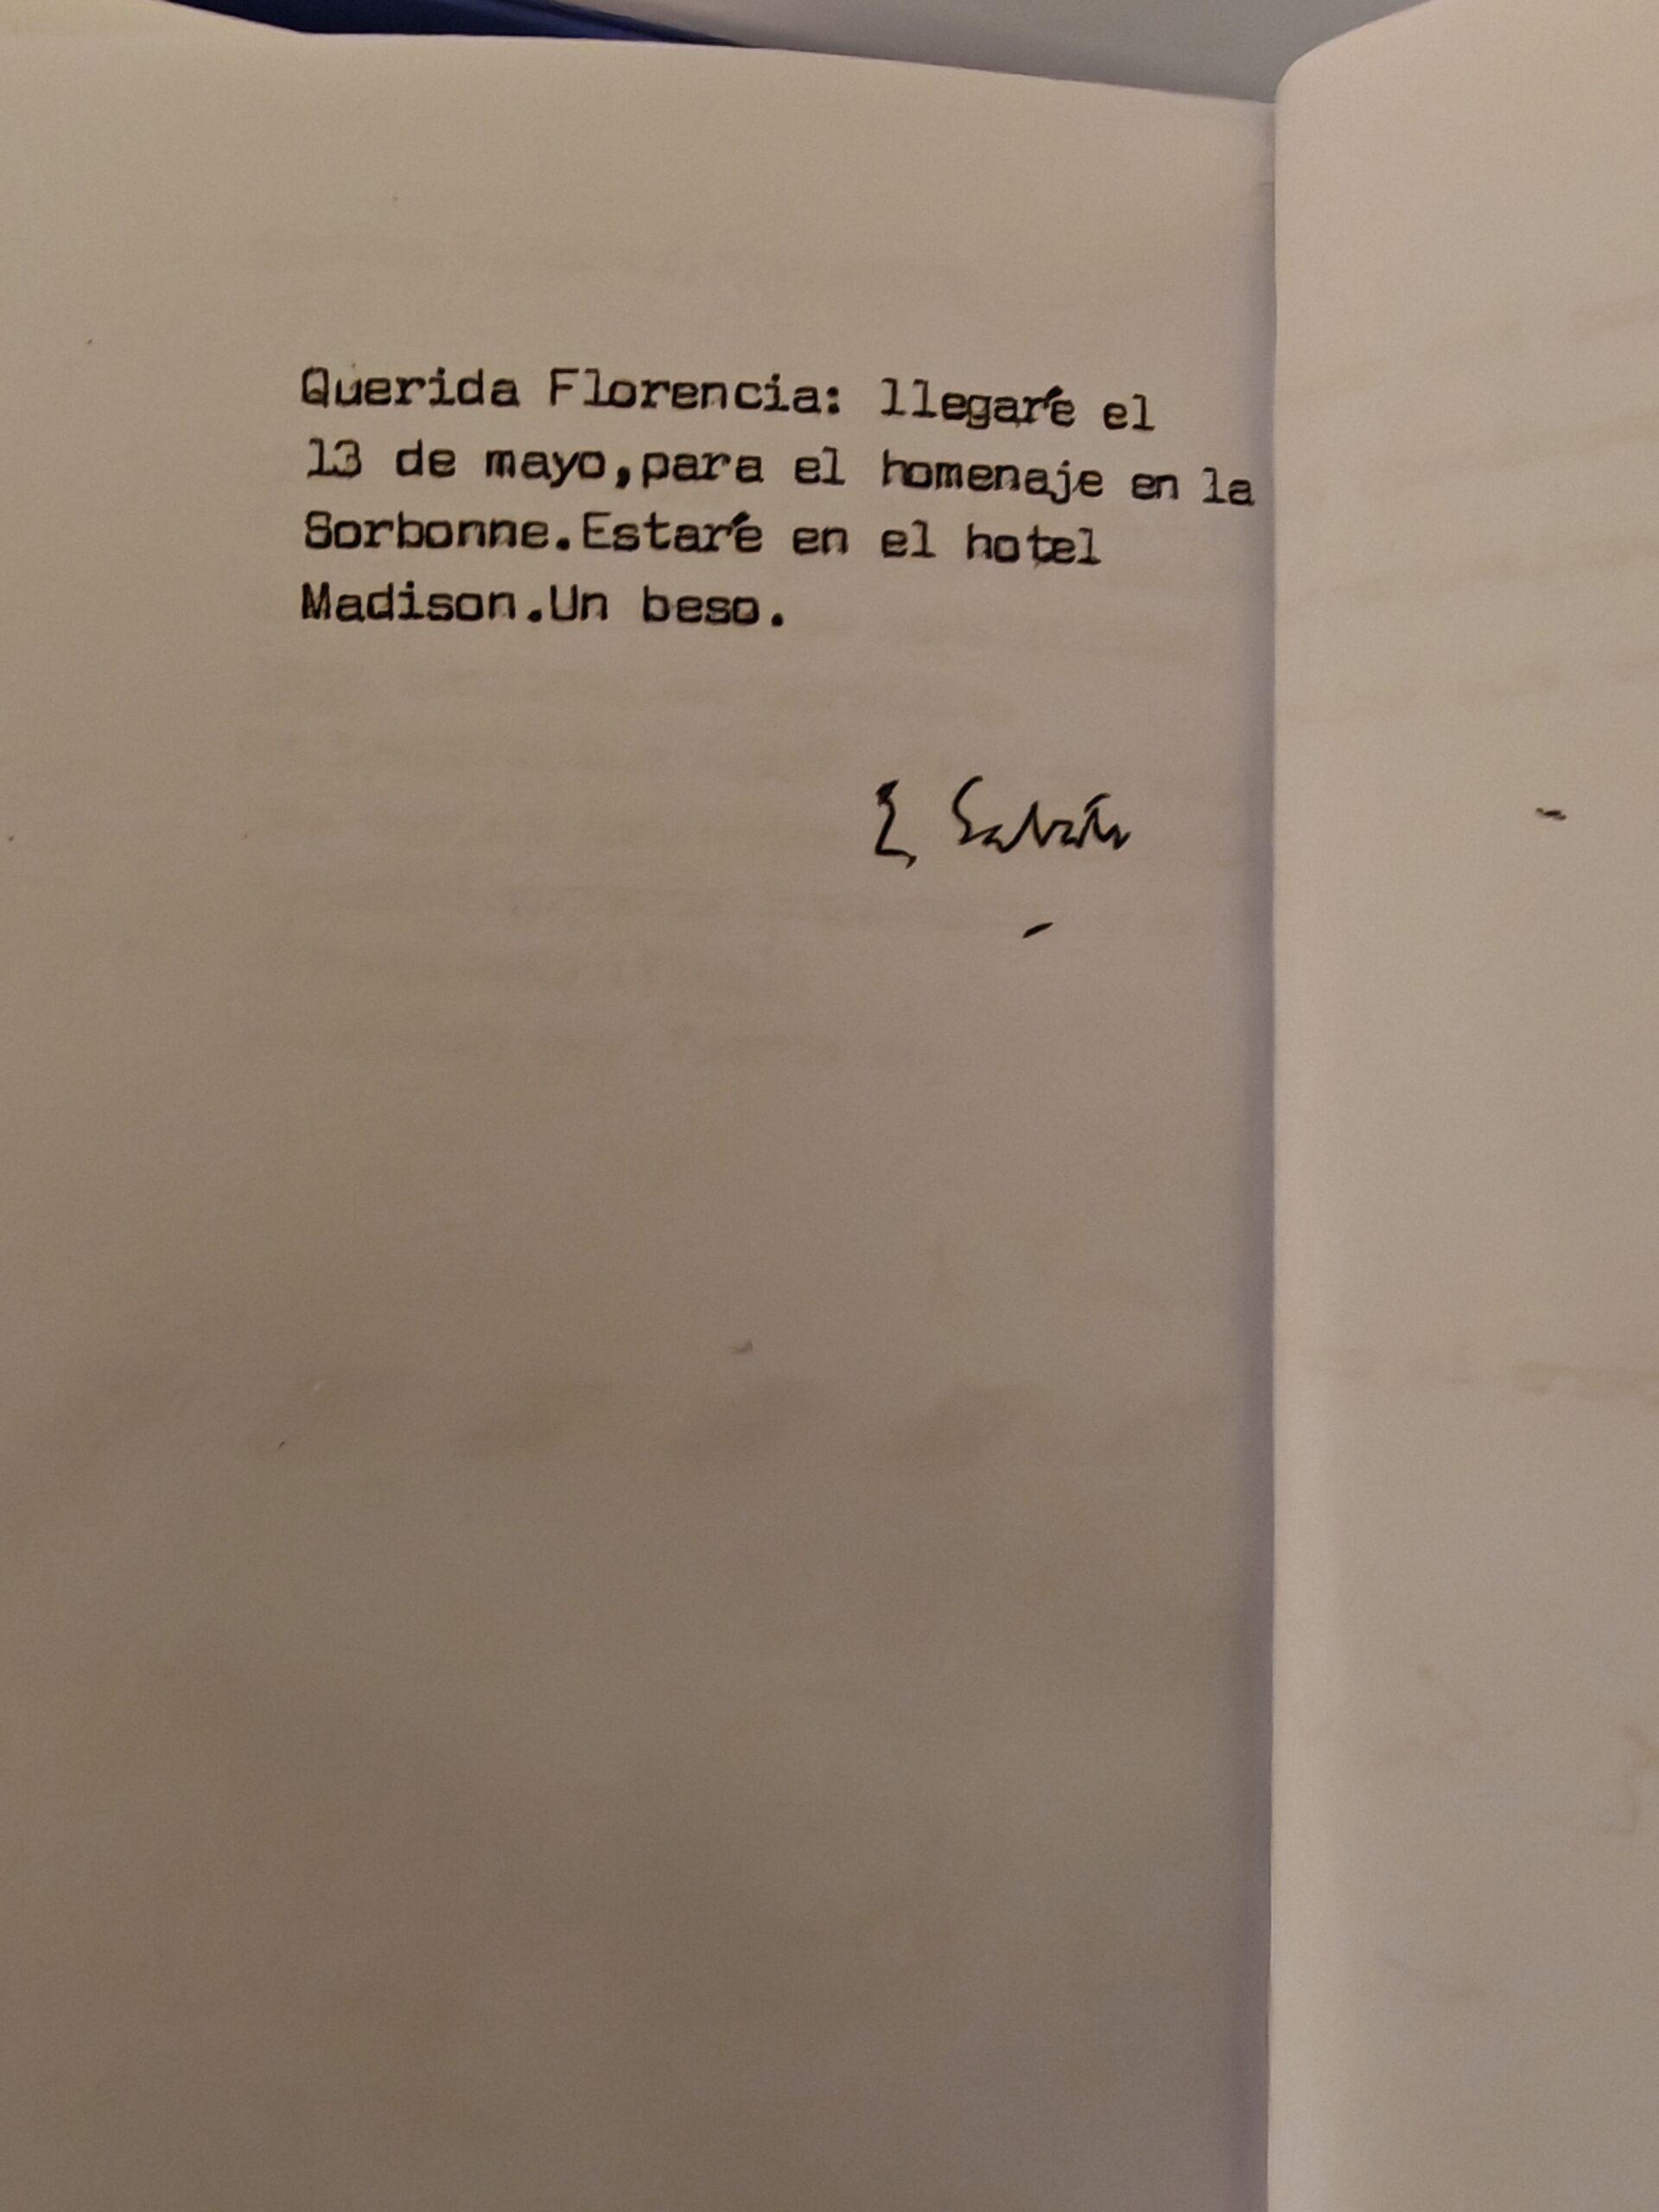 Querida Florencia: llegaré el
13 de mayo,para el homenaje en la
Sorbonne.Estaré en el hotel
Madison.Un beso.
E Sabato